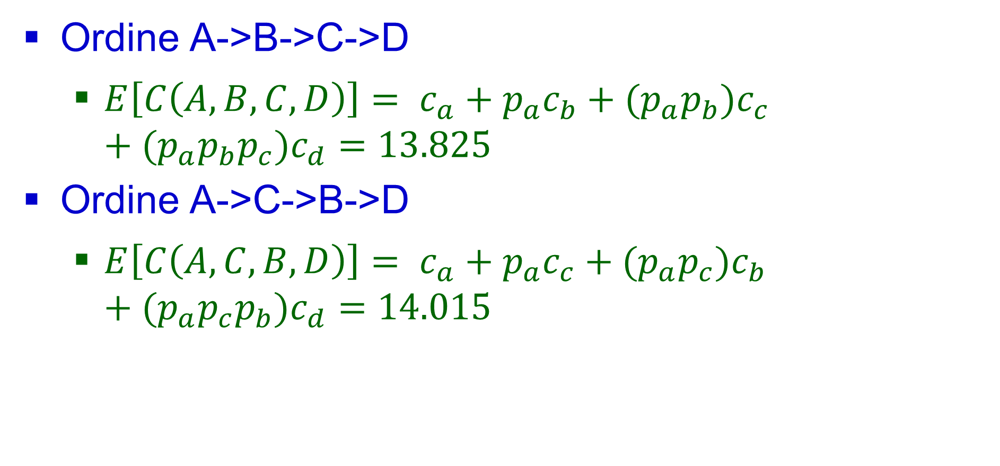 ▪ Ordine A->B->C->D
▪ E[C(A, B, C, D)] = c_a + p_a c_b + (p_a p_b)c_c
+ (p_a p_b p_c)c_d = 13.825
▪ Ordine A->C->B->D
▪ E[C(A, C, B, D)] = c_a + p_a c_c + (p_a p_c)c_b
+ (p_a p_c p_b)c_d = 14.015